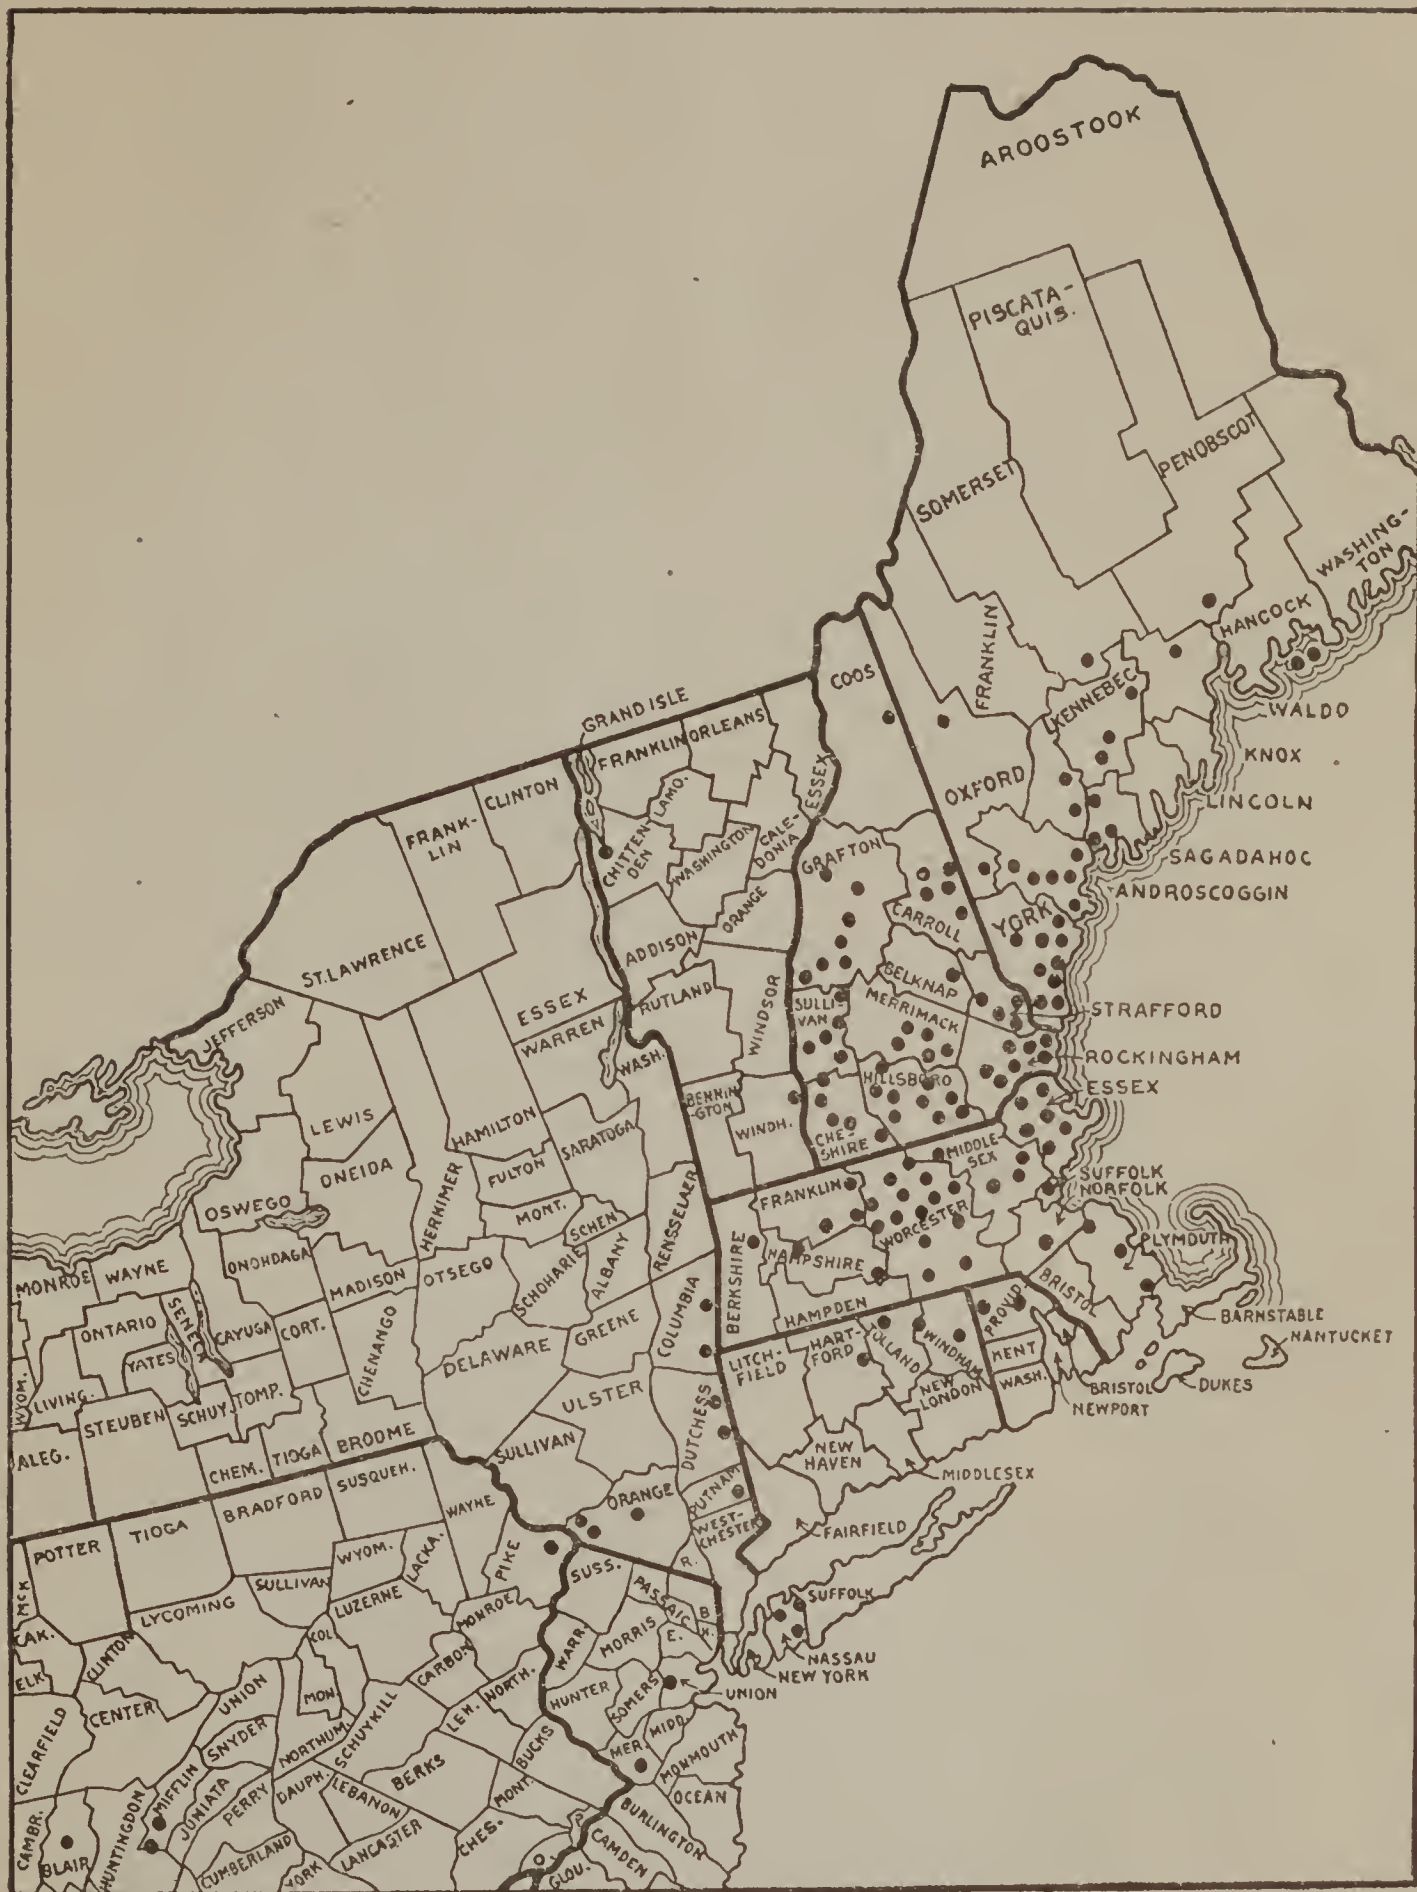 AROOSTOOK
PISCATA-
QUIS.
PENOBSCOT
SOMERSET
WASHING-
TON
HANCOCK
FRANKLIN
COOS
KENNEBEC
WALDO
KNOX
OXFORD
LINCOLN
SAGADAHOC
ANDROSCOGGIN
GRAND ISLE
FRANKLIN
ORLEANS
ESSEX
LAMO.
CHITTEN-
DEN
WASHINGTON
CALE-
DONIA
ORANGE
ADDISON
RUTLAND
WINDSOR
BENNIN
-GTON
WINDH.
GRAFTON
CARROLL
YORK
BELKNAP
SULLI-
VAN
MERRIMACK
STRAFFORD
ROCKINGHAM
ESSEX
HILLSBORO
CHE-
SHIRE
MIDDLE-
SEX
SUFFOLK
NORFOLK
FRANKLIN
WORCESTER
PLYMOUTH
BERKSHIRE
HAMPSHIRE
HAMPDEN
BRISTOL
PROVID.
BARNSTABLE
NANTUCKET
DUKES
KENT
WASH.
BRISTOL
NEWPORT
LITCH-
FIELD
HART-
FORD
TOLLAND
WINDHAM
NEW
LONDON
NEW
HAVEN
MIDDLESEX
FAIRFIELD
CLINTON
FRANK-
LIN
ST. LAWRENCE
ESSEX
JEFFERSON
WARREN
WASH.
LEWIS
HAMILTON
SARATOGA
ONEIDA
HERKIMER
FULTON
MONT.
SCHEN
OSWEGO
RENSSELAER
ALBANY
SCHOHARIE
MONROE
WAYNE
ONONDAGA
MADISON
OTSEGO
ONTARIO
SENECA
CAYUGA
CORT.
CHENANGO
GREENE
COLUMBIA
YATES
DELAWARE
WYOM.
LIVING.
STEUBEN
SCHUY.
TOMP.
ULSTER
DUTCHESS
ALEG.
CHEM.
TIOGA
BROOME
SULLIVAN
ORANGE
PUTNAM
WEST-
CHESTER
R.
SUFFOLK
NASSAU
NEW YORK
POTTER
TIOGA
BRADFORD
SUSQUEH.
WAYNE
WYOM.
LACKA.
PIKE
SUSS.
PASSAIC
B
MCK
SULLIVAN
LYCOMING
LUZERNE
MONROE
WARR.
MORRIS
E.
H.
CAM.
ELK
CLINTON
COL.
CARBON
UNION
CENTER
UNION
MON.
NORTH.
HUNTER
SOMERS
CLEARFIELD
SNYDER
NORTHUM.
SCHUYKILL
LEH.
BUCKS
MER.
MIDD.
MONMOUTH
MIFFLIN
JUNIATA
PERRY
DAUPH.
LEBANON
BERKS
MONT.
OCEAN
CAMBR.
BLAIR
HUNTINGDON
CUMBERLAND
YORK
LANCASTER
CHES.
P.
BURLINGTON
CAMDEN
GLOU.